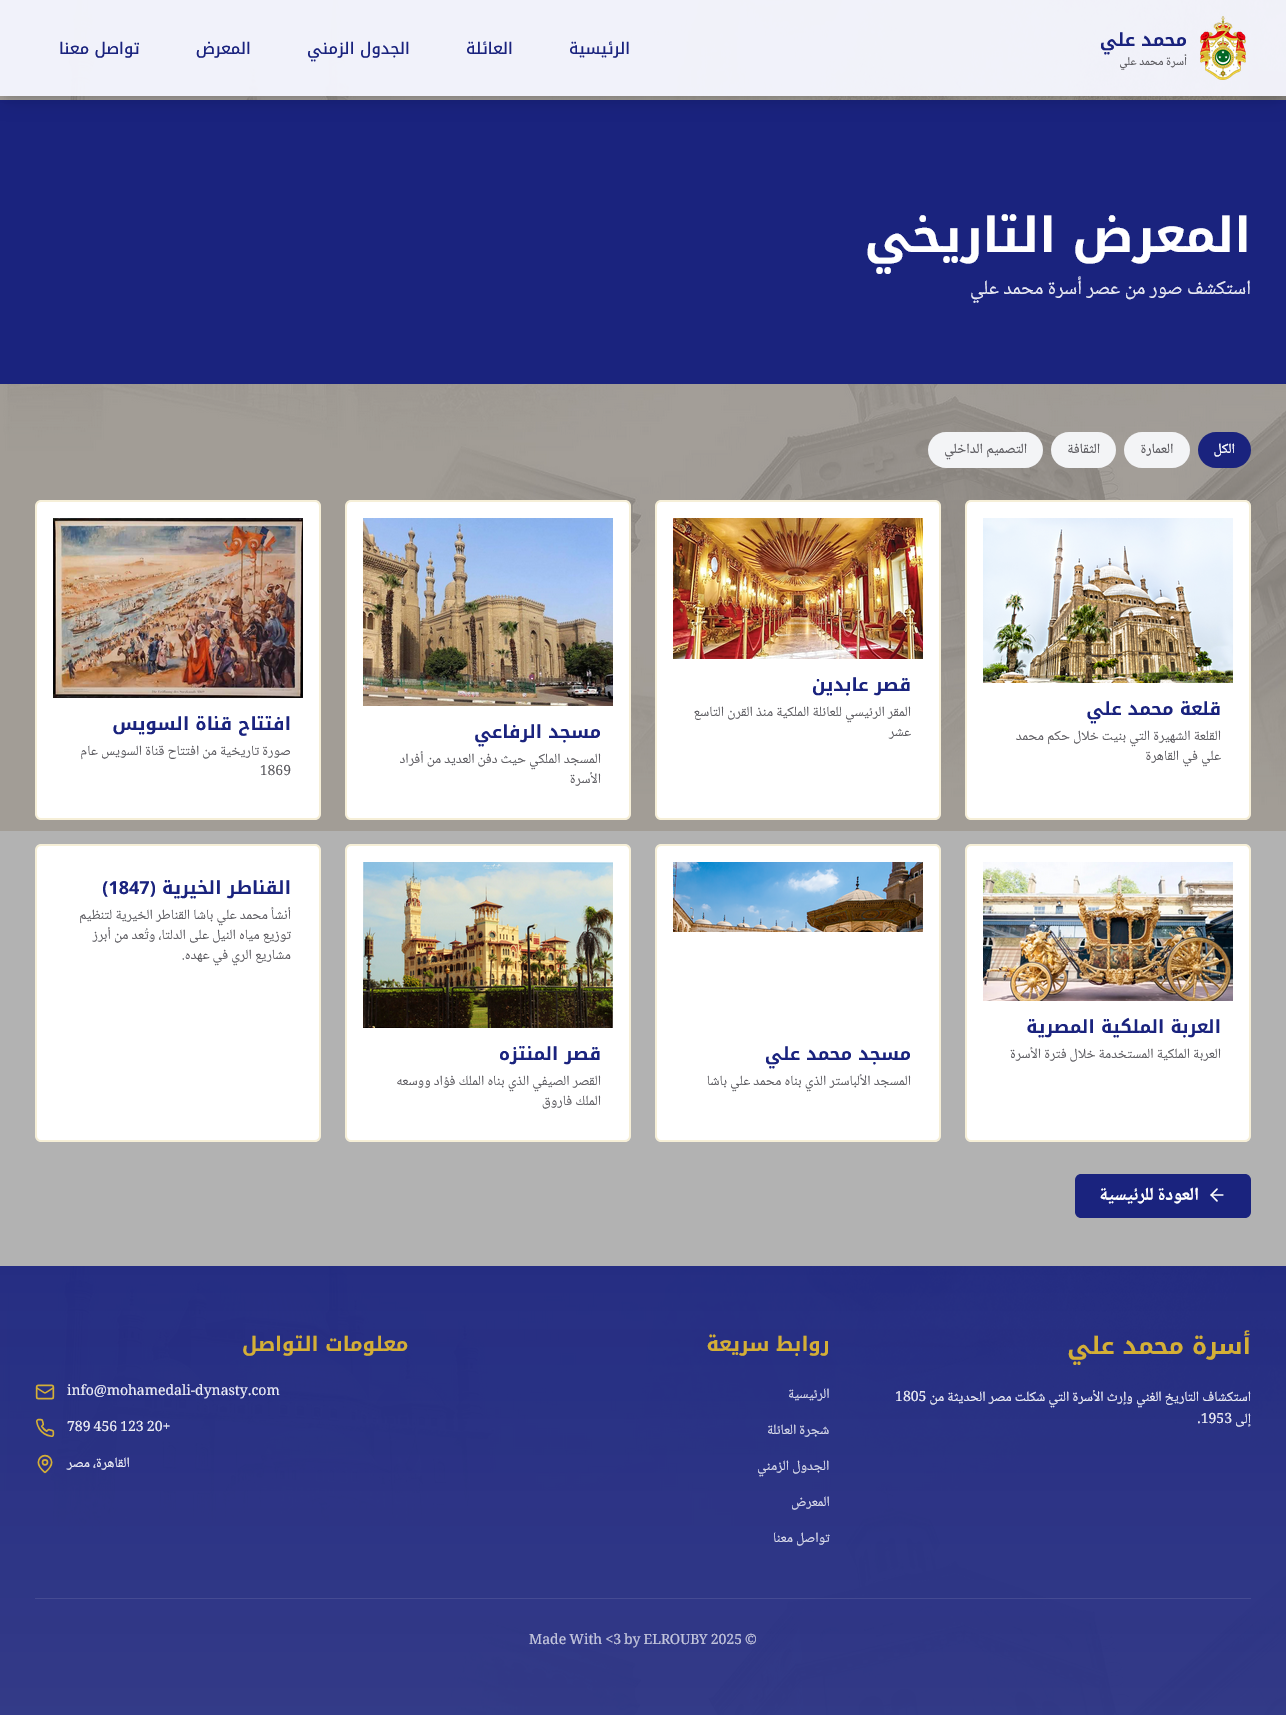 محمد علي
أسرة محمد علي
الرئيسية
العائلة
الجدول الزمني
المعرض
تواصل معنا
المعرض التاريخي
استكشف صور من عصر أسرة محمد علي
الكل
العمارة
الثقافة
التصميم الداخلي
قلعة محمد علي
القلعة الشهيرة التي بنيت خلال حكم محمد
علي في القاهرة
قصر عابدين
المقر الرئيسي للعائلة الملكية منذ القرن التاسع
عشر
مسجد الرفاعي
المسجد الملكي حيث دفن العديد من أفراد
الأسرة
افتتاح قناة السويس
صورة تاريخية من افتتاح قناة السويس عام
1869
العربة الملكية المصرية
العربة الملكية المستخدمة خلال فترة الأسرة
مسجد محمد علي
المسجد الألباستر الذي بناه محمد علي باشا
قصر المنتزه
القصر الصيفي الذي بناه الملك فؤاد ووسعه
الملك فاروق
القناطر الخيرية (1847)
أنشأ محمد علي باشا القناطر الخيرية لتنظيم
توزيع مياه النيل على الدلتا، وتُعد من أبرز
مشاريع الري في عهده.
العودة للرئيسية
أسرة محمد علي
استكشاف التاريخ الغني وإرث الأسرة التي شكلت مصر الحديثة من 1805
إلى 1953.
روابط سريعة
الرئيسية
شجرة العائلة
الجدول الزمني
المعرض
تواصل معنا
معلومات التواصل
info@mohamedali-dynasty.com
789 456 123 20+
القاهرة، مصر
Made With <3 by ELROUBY 2025 ©